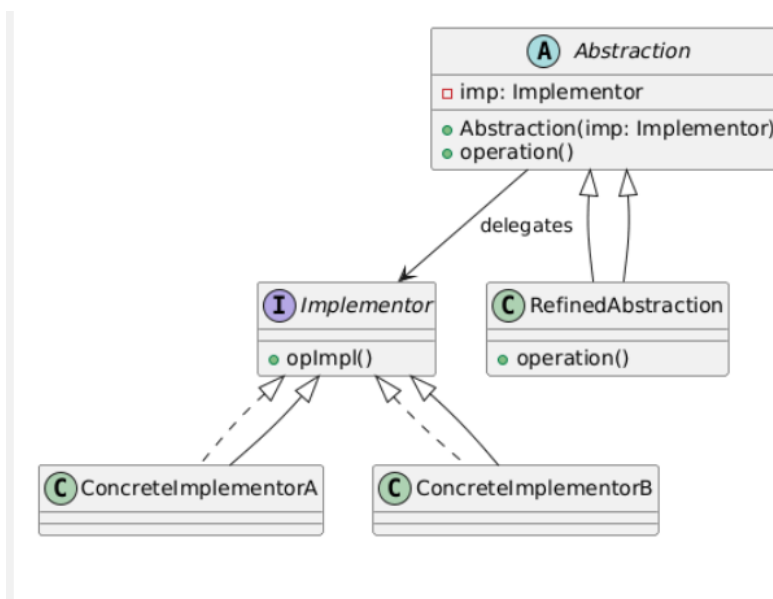 A Abstraction
imp: Implementor
Abstraction(imp: Implementor)
operation()
delegates
I Implementor
C RefinedAbstraction
opImpl()
operation()
C ConcreteImplementorA
C ConcreteImplementorB